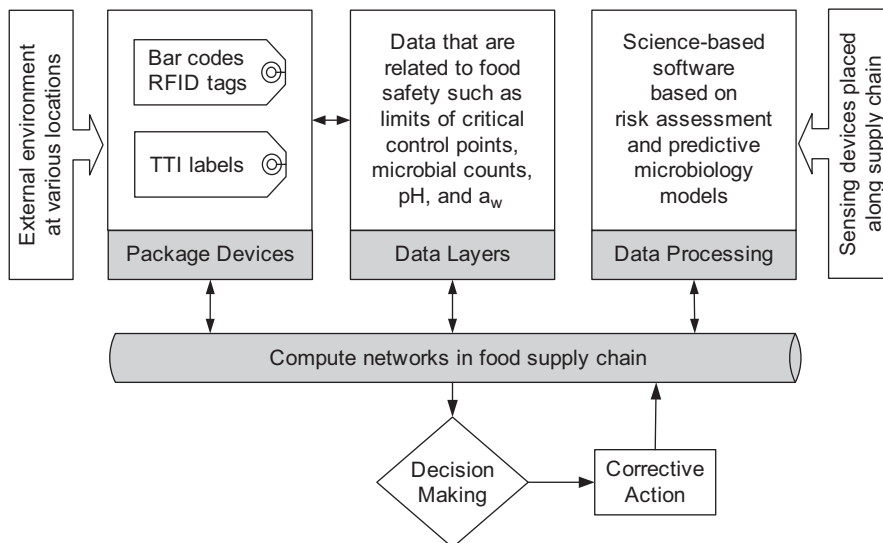 External environment
at various locations
Bar codes
RFID tags
TTI labels
Package Devices
Data that are
related to food
safety such as
limits of critical
control points,
microbial counts,
pH, and aw
Data Layers
Science-based
software
based on
risk assessment
and predictive
microbiology
models
Data Processing
Sensing devices placed
along supply chain
Compute networks in food supply chain
Decision
Making
Corrective
Action